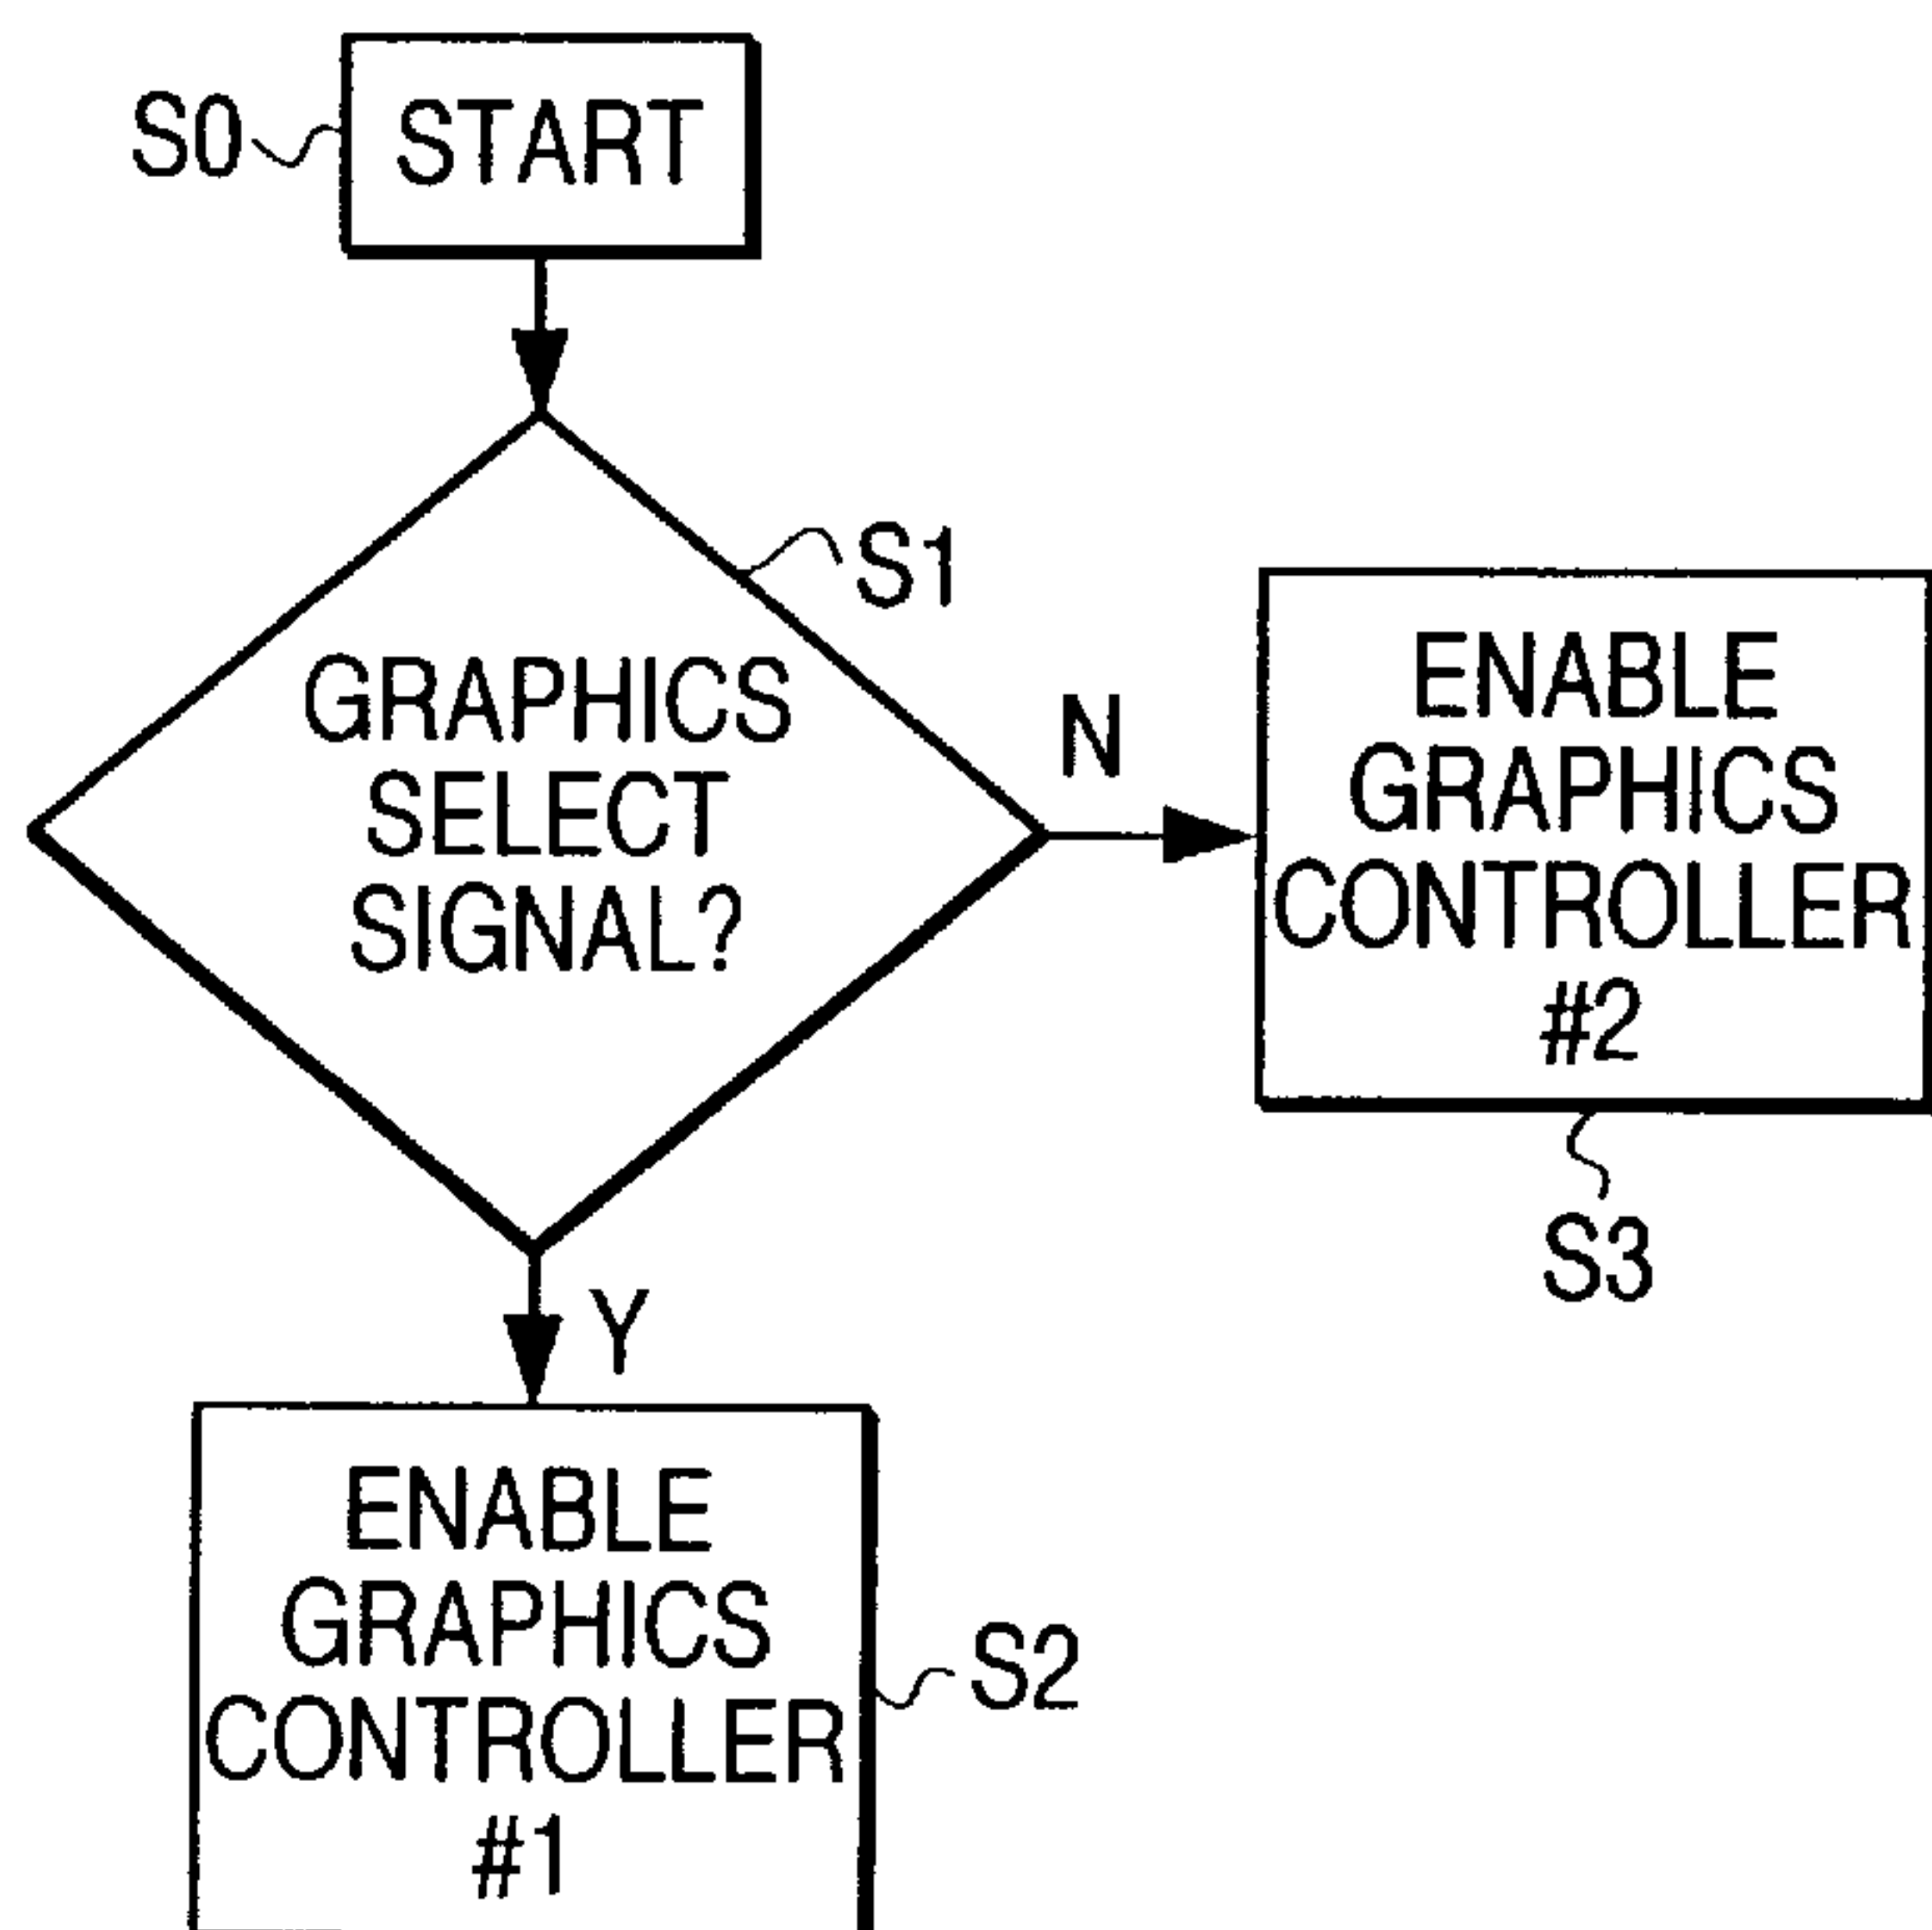 S0
START
S1
GRAPHICS
SELECT
SIGNAL?
N
ENABLE
GRAPHICS
CONTROLLER
#2
S3
Y
ENABLE
GRAPHICS
CONTROLLER
#1
S2